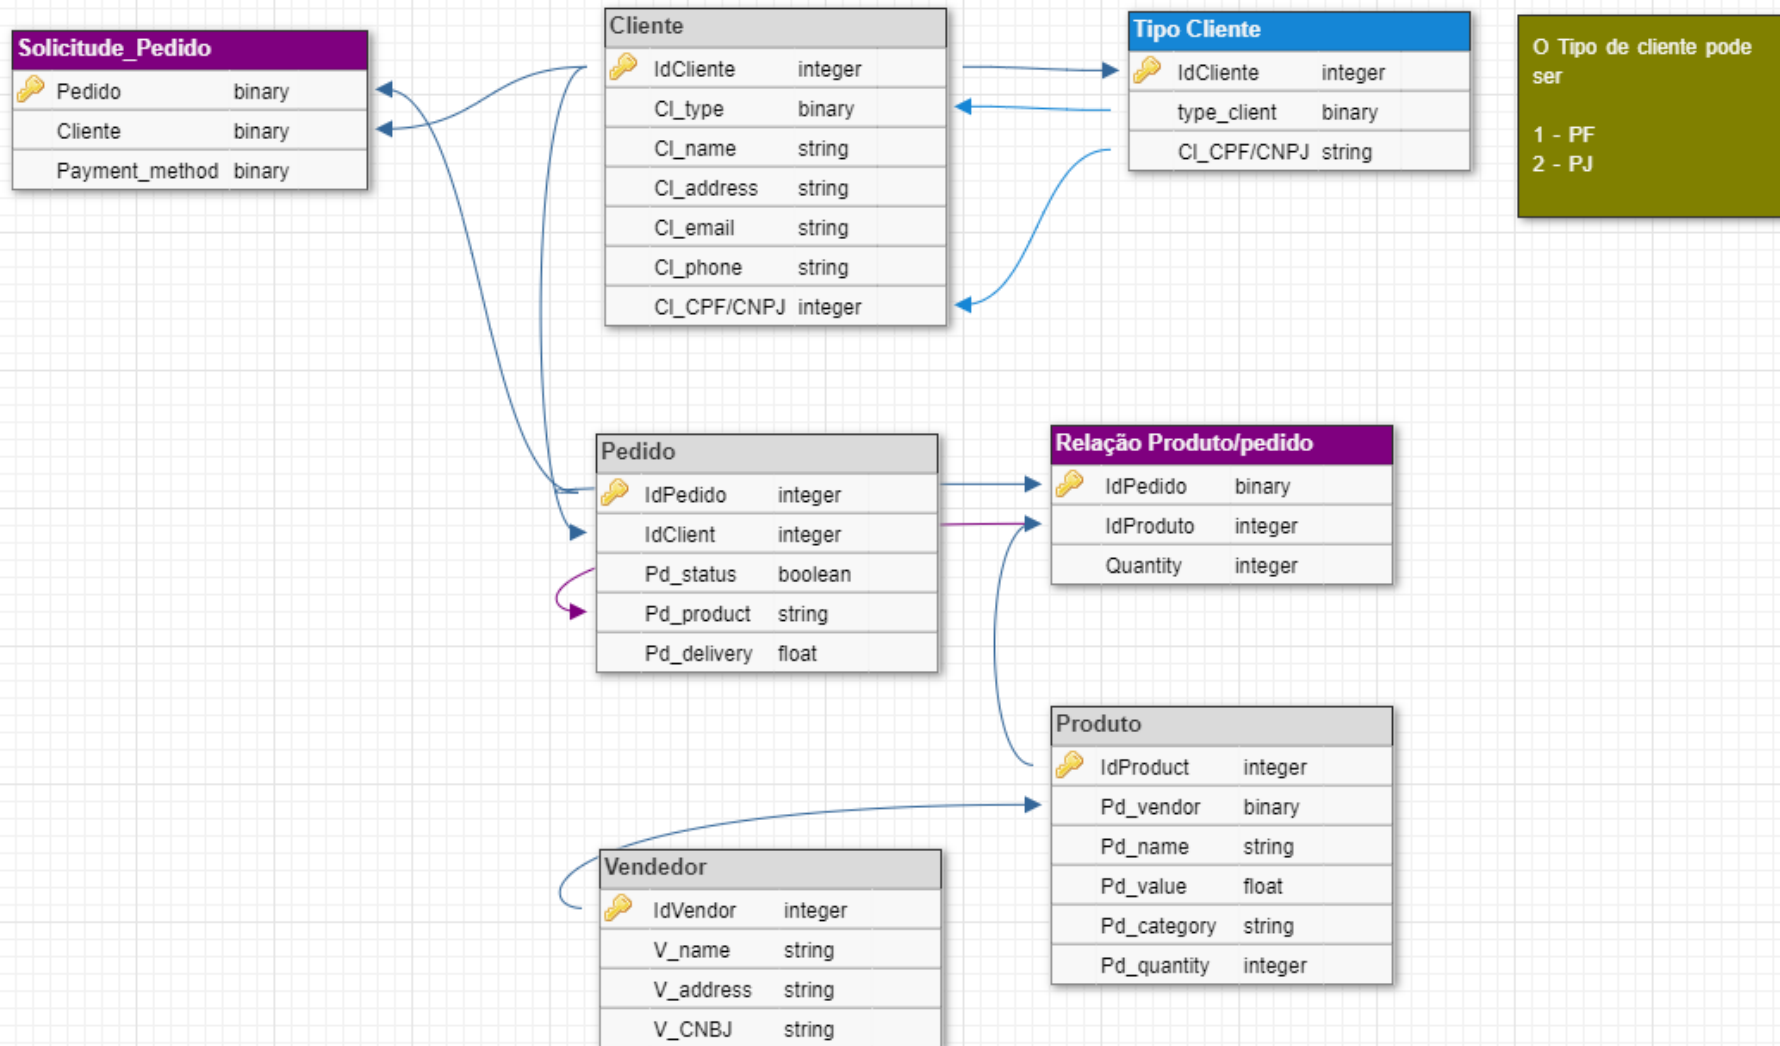 Solicitude_Pedido
Pedido binary
Cliente binary
Payment_method binary
Cliente
IdCliente integer
Cl_type binary
Cl_name string
Cl_address string
Cl_email string
Cl_phone string
Cl_CPF/CNPJ integer
Tipo Cliente
IdCliente integer
type_client binary
Cl_CPF/CNPJ string
O Tipo de cliente pode
ser
1 - PF
2 - PJ
Pedido
IdPedido integer
IdClient integer
Pd_status boolean
Pd_product string
Pd_delivery float
Relação Produto/pedido
IdPedido binary
IdProduto integer
Quantity integer
Produto
IdProduct integer
Pd_vendor binary
Pd_name string
Pd_value float
Pd_category string
Pd_quantity integer
Vendedor
IdVendor integer
V_name string
V_address string
V_CNBJ string